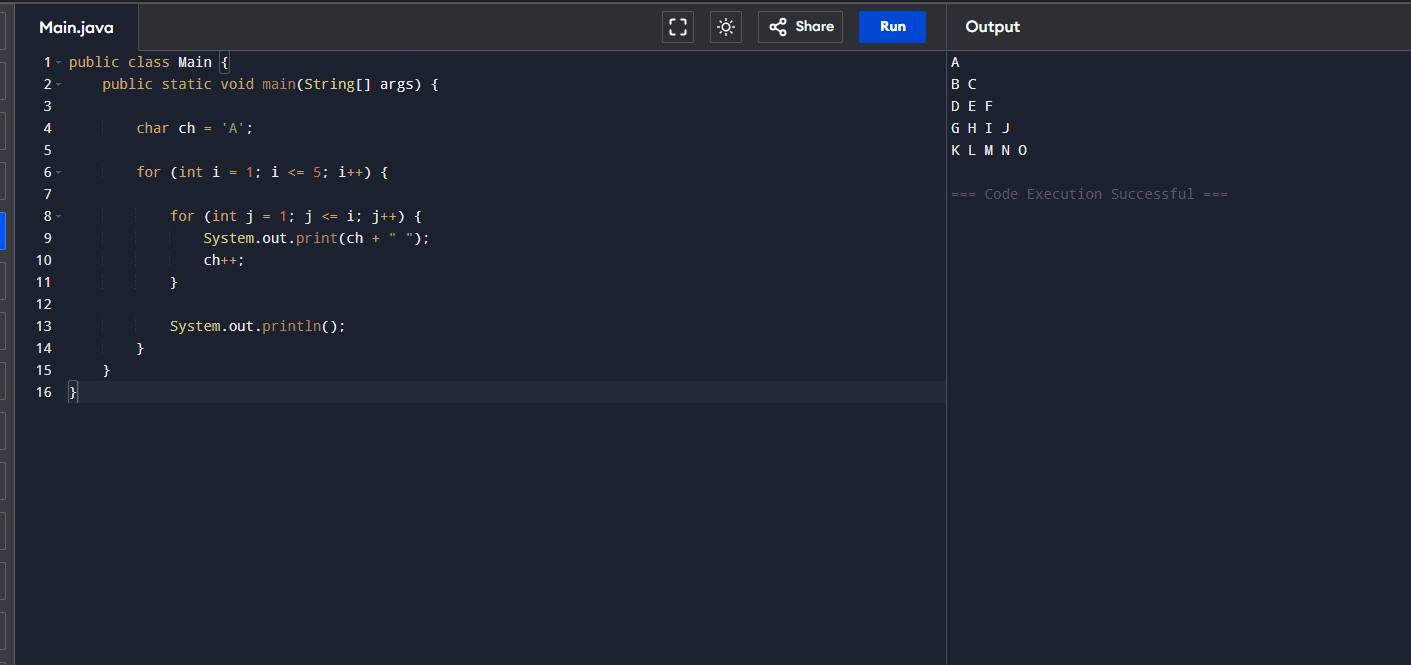 Main.java
Share
Run
Output
1 public class Main {
2     public static void main(String[] args) {
3
4         char ch = 'A';
5
6         for (int i = 1; i <= 5; i++) {
7
8             for (int j = 1; j <= i; j++) {
9                 System.out.print(ch + " ");
10                 ch++;
11             }
12
13             System.out.println();
14         }
15     }
16 }
A
B C
D E F
G H I J
K L M N O
=== Code Execution Successful ===